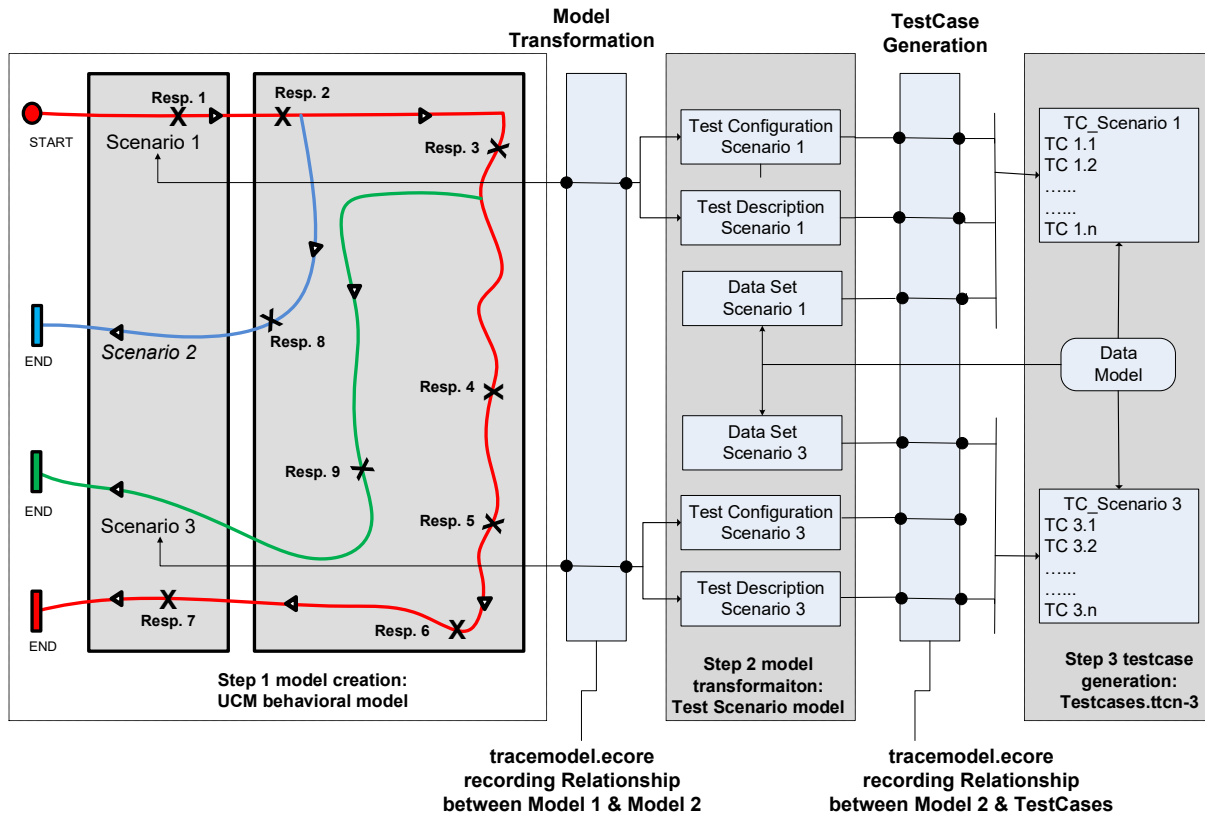 Model
Transformation
TestCase
Generation
Resp. 1
Resp. 2
START
Scenario 1
Resp. 3
Test Configuration
Scenario 1
TC_Scenario 1
TC 1.1
TC 1.2
…...
…...
TC 1.n
Test Description
Scenario 1
Data Set
Scenario 1
END
Scenario 2
Resp. 8
Data
Model
Resp. 4
Data Set
Scenario 3
Resp. 9
END
Scenario 3
Resp. 5
Test Configuration
Scenario 3
TC_Scenario 3
TC 3.1
TC 3.2
…...
…...
TC 3.n
Test Description
Scenario 3
Resp. 7
Resp. 6
END
Step 1 model creation:
UCM behavioral model
Step 2 model
transformaiton:
Test Scenario model
Step 3 testcase
generation:
Testcases.ttcn-3
tracemodel.ecore
recording Relationship
between Model 1 & Model 2
tracemodel.ecore
recording Relationship
between Model 2 & TestCases